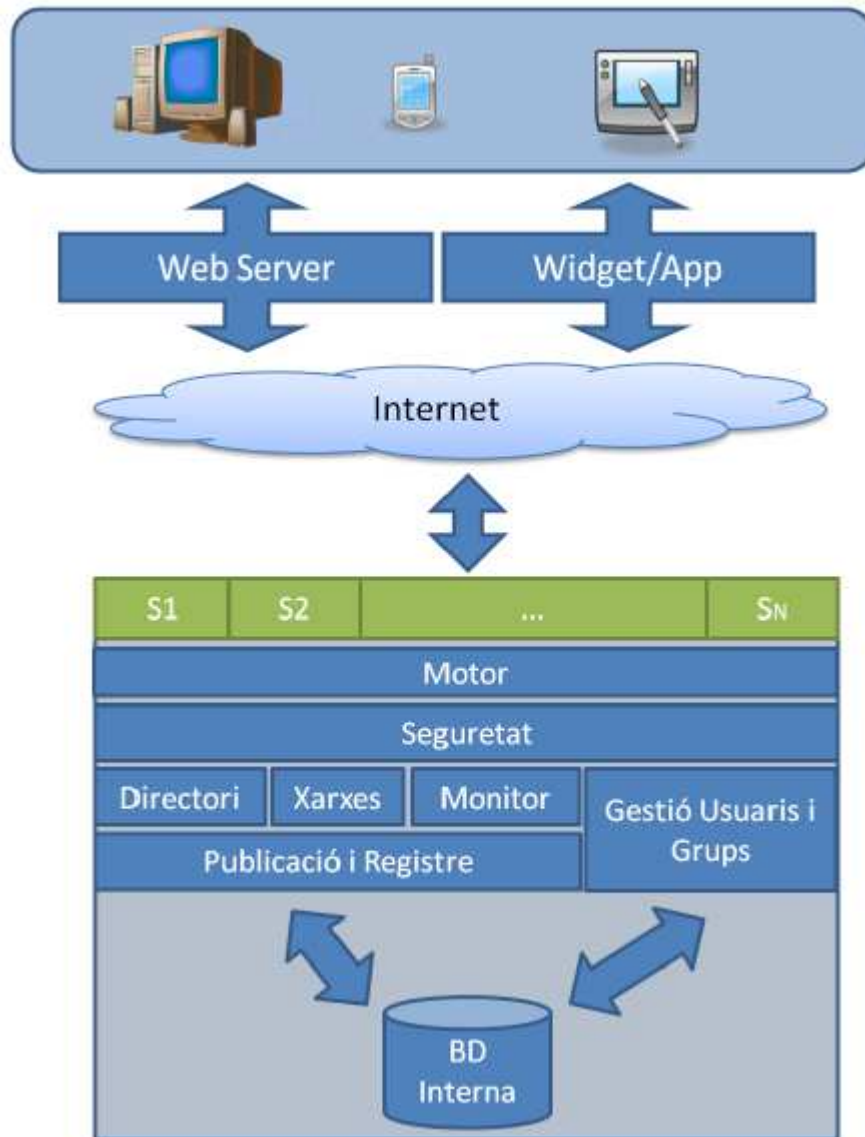 Web Server
Widget/App
Internet
S1
S2
...
SN
Motor
Seguretat
Directori
Xarxes
Monitor
Gestió Usuaris i
Grups
Publicació i Registre
BD
Interna